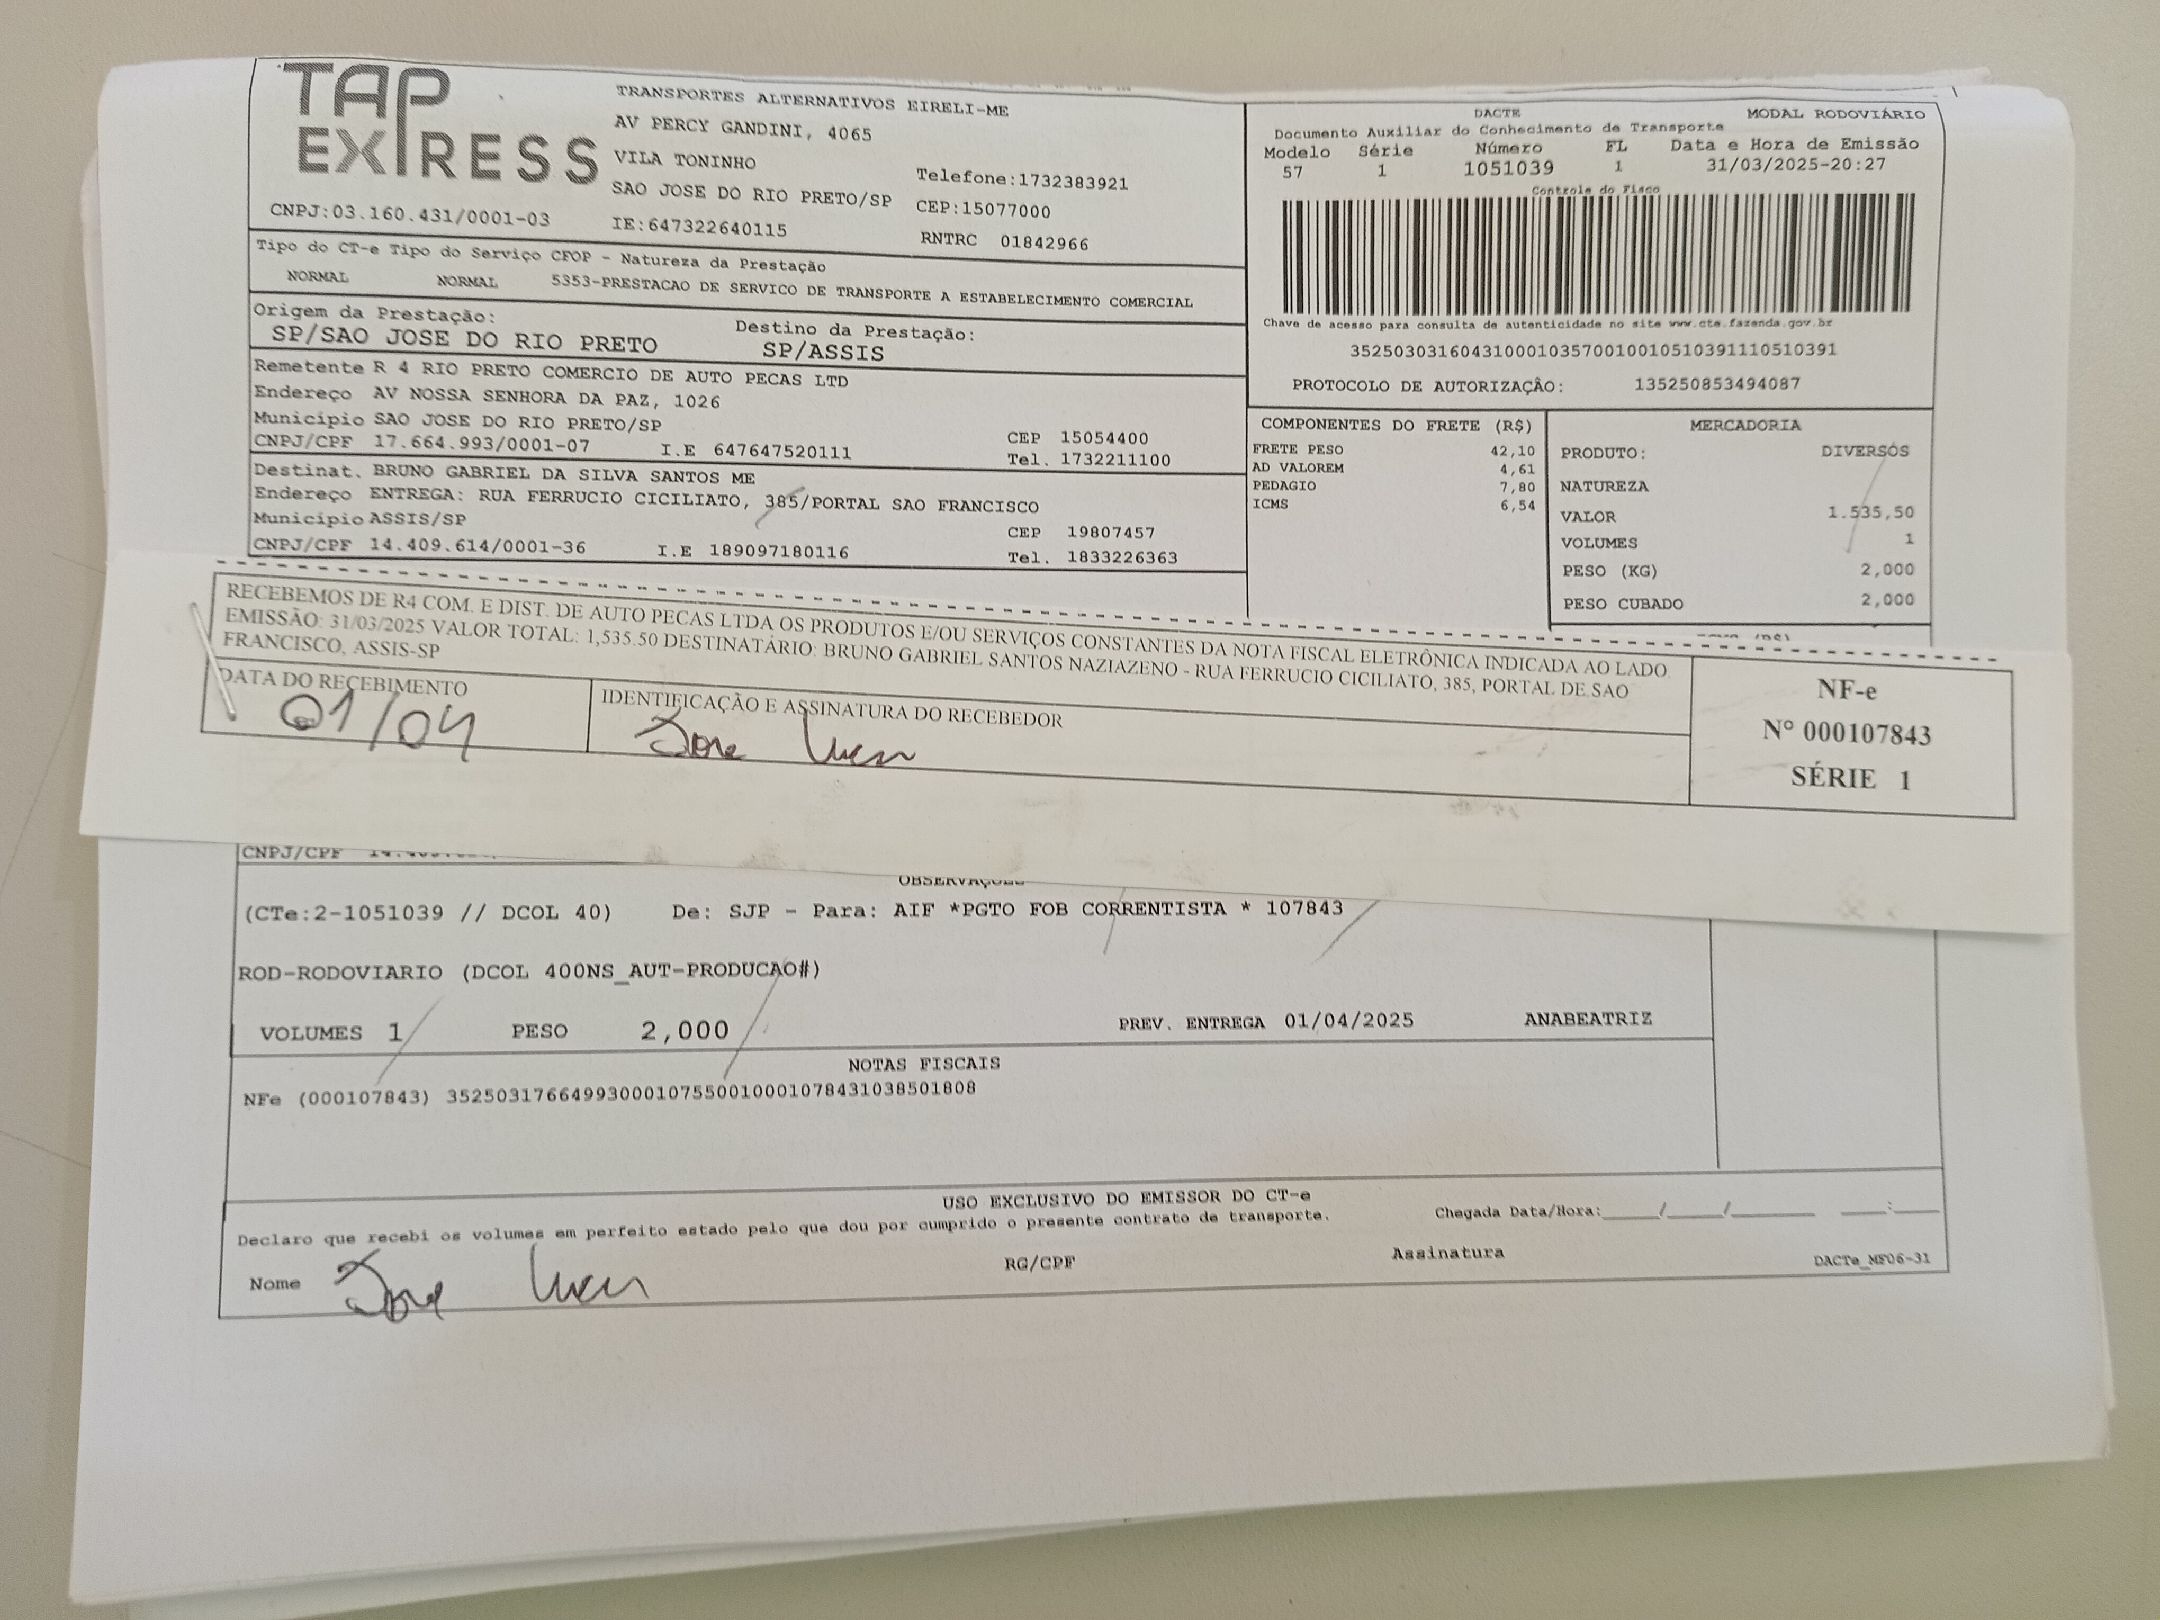 TAP EXPRESS
TRANSPORTES ALTERNATIVOS EIRELI-ME
AV PERCY GANDINI, 4065
VILA TONINHO
Telefone:1732383921
SAO JOSE DO RIO PRETO/SP
CEP:15077000
CNPJ:03.160.431/0001-03
IE:647322640115
RNTRC 01842966
Tipo do CT-e Tipo do Serviço CFOP - Natureza da Prestação
NORMAL NORMAL 5353-PRESTACAO DE SERVICO DE TRANSPORTE A ESTABELECIMENTO COMERCIAL
Origem da Prestação:
SP/SAO JOSE DO RIO PRETO
Destino da Prestação:
SP/ASSIS
Remetente R 4 RIO PRETO COMERCIO DE AUTO PECAS LTD
Endereço AV NOSSA SENHORA DA PAZ, 1026
Município SAO JOSE DO RIO PRETO/SP
CEP 15054400
CNPJ/CPF 17.664.993/0001-07 I.E 647647520111
Tel. 1732211100
Destinat. BRUNO GABRIEL DA SILVA SANTOS ME
Endereço ENTREGA: RUA FERRUCIO CICILIATO, 385/PORTAL SAO FRANCISCO
Município ASSIS/SP
CEP 19807457
CNPJ/CPF 14.409.614/0001-36 I.E 189097180116
Tel. 1833226363
DACTE MODAL RODOVIÁRIO
Documento Auxiliar do Conhecimento de Transporte
Modelo Série Número FL Data e Hora de Emissão
57 1 1051039 1 31/03/2025-20:27
Controle do Fisco
Chave de acesso para consulta de autenticidade no site www.cte.fazenda.gov.br
35250303160431000103570010010510391110510391
PROTOCOLO DE AUTORIZAÇÃO: 135250853494087
COMPONENTES DO FRETE (R$)
FRETE PESO 42,10
AD VALOREM 4,61
PEDAGIO 7,80
ICMS 6,54
MERCADORIA
PRODUTO: DIVERSOS
NATUREZA
VALOR 1.535,50
VOLUMES 1
PESO (KG) 2,000
PESO CUBADO 2,000
RECEBEMOS DE R4 COM. E DIST. DE AUTO PECAS LTDA OS PRODUTOS E/OU SERVIÇOS CONSTANTES DA NOTA FISCAL ELETRÔNICA INDICADA AO LADO.
EMISSÃO: 31/03/2025 VALOR TOTAL: 1,535.50 DESTINATÁRIO: BRUNO GABRIEL SANTOS NAZIAZENO - RUA FERRUCIO CICILIATO, 385, PORTAL DE SAO
FRANCISCO, ASSIS-SP
DATA DO RECEBIMENTO
01/04
IDENTIFICAÇÃO E ASSINATURA DO RECEBEDOR
NF-e
Nº 000107843
SÉRIE 1
CNPJ/CPF
OBSERVAÇÕES
(CTe:2-1051039 // DCOL 40) De: SJP - Para: AIF *PGTO FOB CORRENTISTA * 107843
ROD-RODOVIARIO (DCOL 400NS_AUT-PRODUCAO#)
VOLUMES 1 PESO 2,000 PREV. ENTREGA 01/04/2025 ANABEATRIZ
NOTAS FISCAIS
NFe (000107843) 35250317664993000107550010001078431038501808
USO EXCLUSIVO DO EMISSOR DO CT-e
Declaro que recebi os volumes em perfeito estado pelo que dou por cumprido o presente contrato de transporte.
Chegada Data/Hora:____/____/______ ___:___
Nome
RG/CPF
Assinatura
DACTe_MF06-31